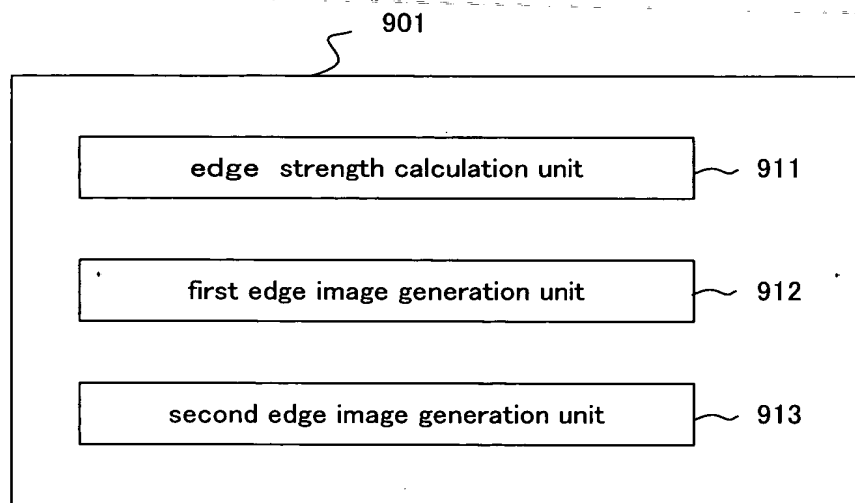 901
edge strength calculation unit 911
first edge image generation unit 912
second edge image generation unit 913